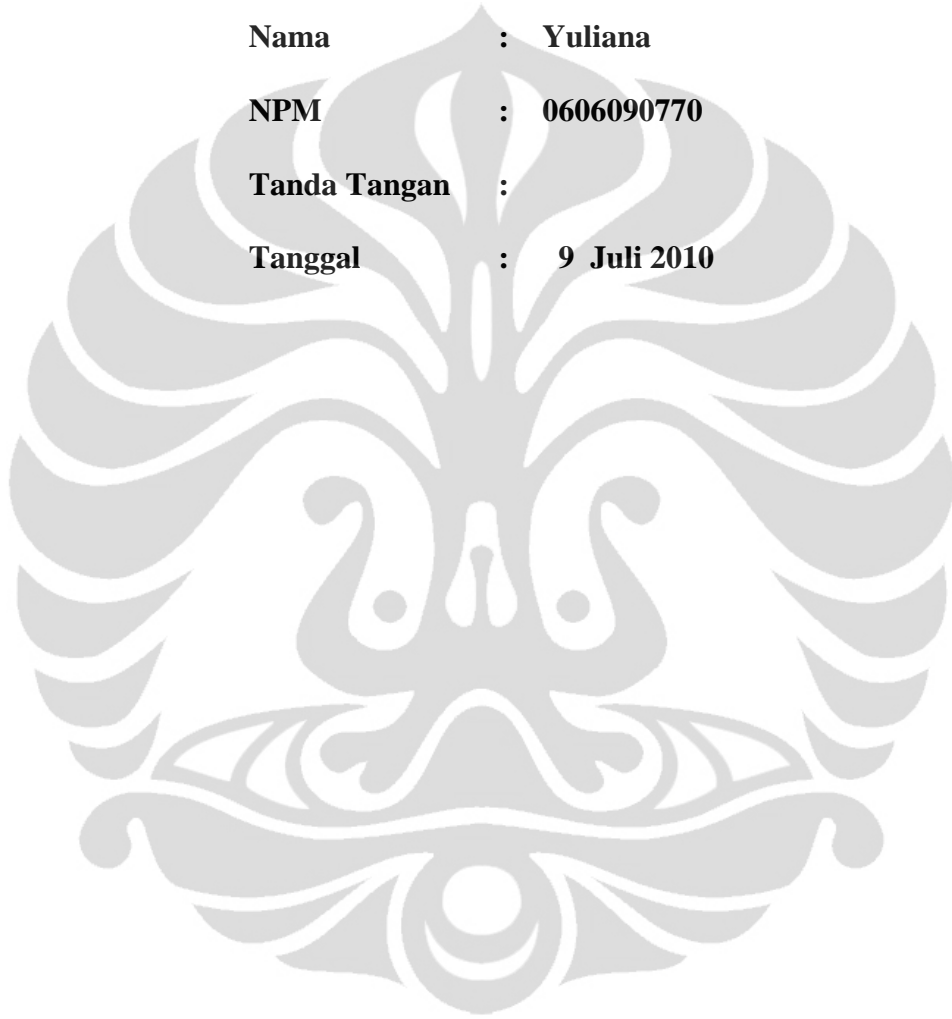 Nama : Yuliana
NPM : 0606090770
Tanda Tangan :
Tanggal : 9 Juli 2010